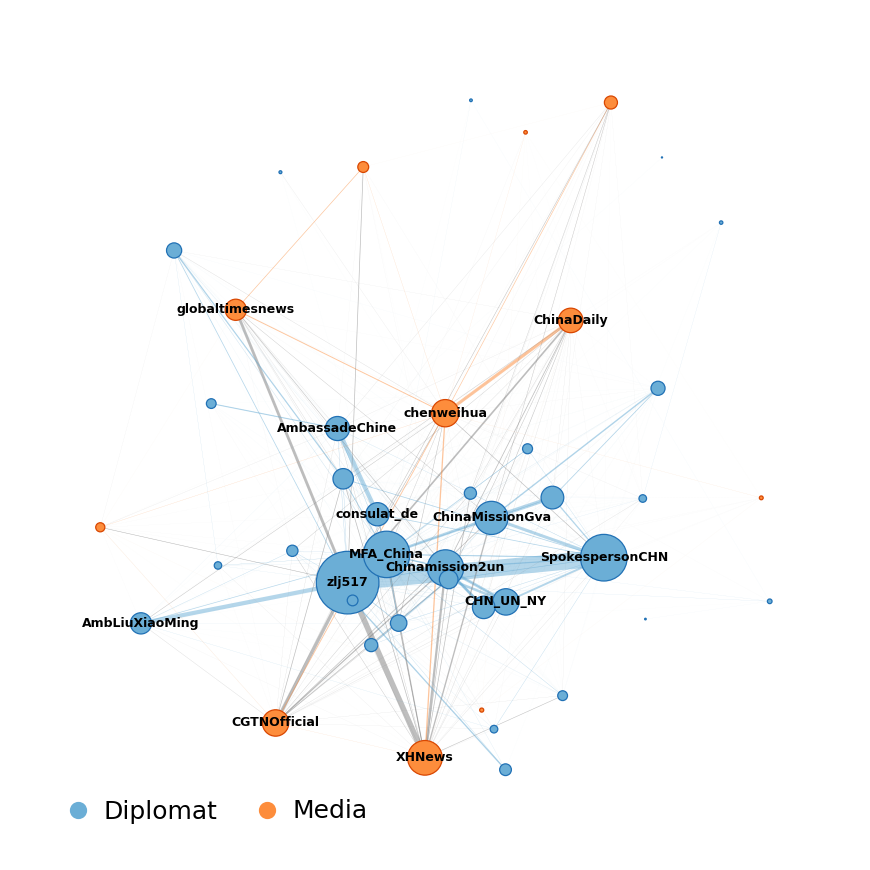 globaltimesnews
ChinaDaily
chenweihua
AmbassadeChine
consulat_de
ChinaMissionGva
MFA_China
SpokespersonCHN
Chinamission2un
zlj517
CHN_UN_NY
AmbLiuXiaoMing
CGTNOfficial
XHNews
Diplomat Media